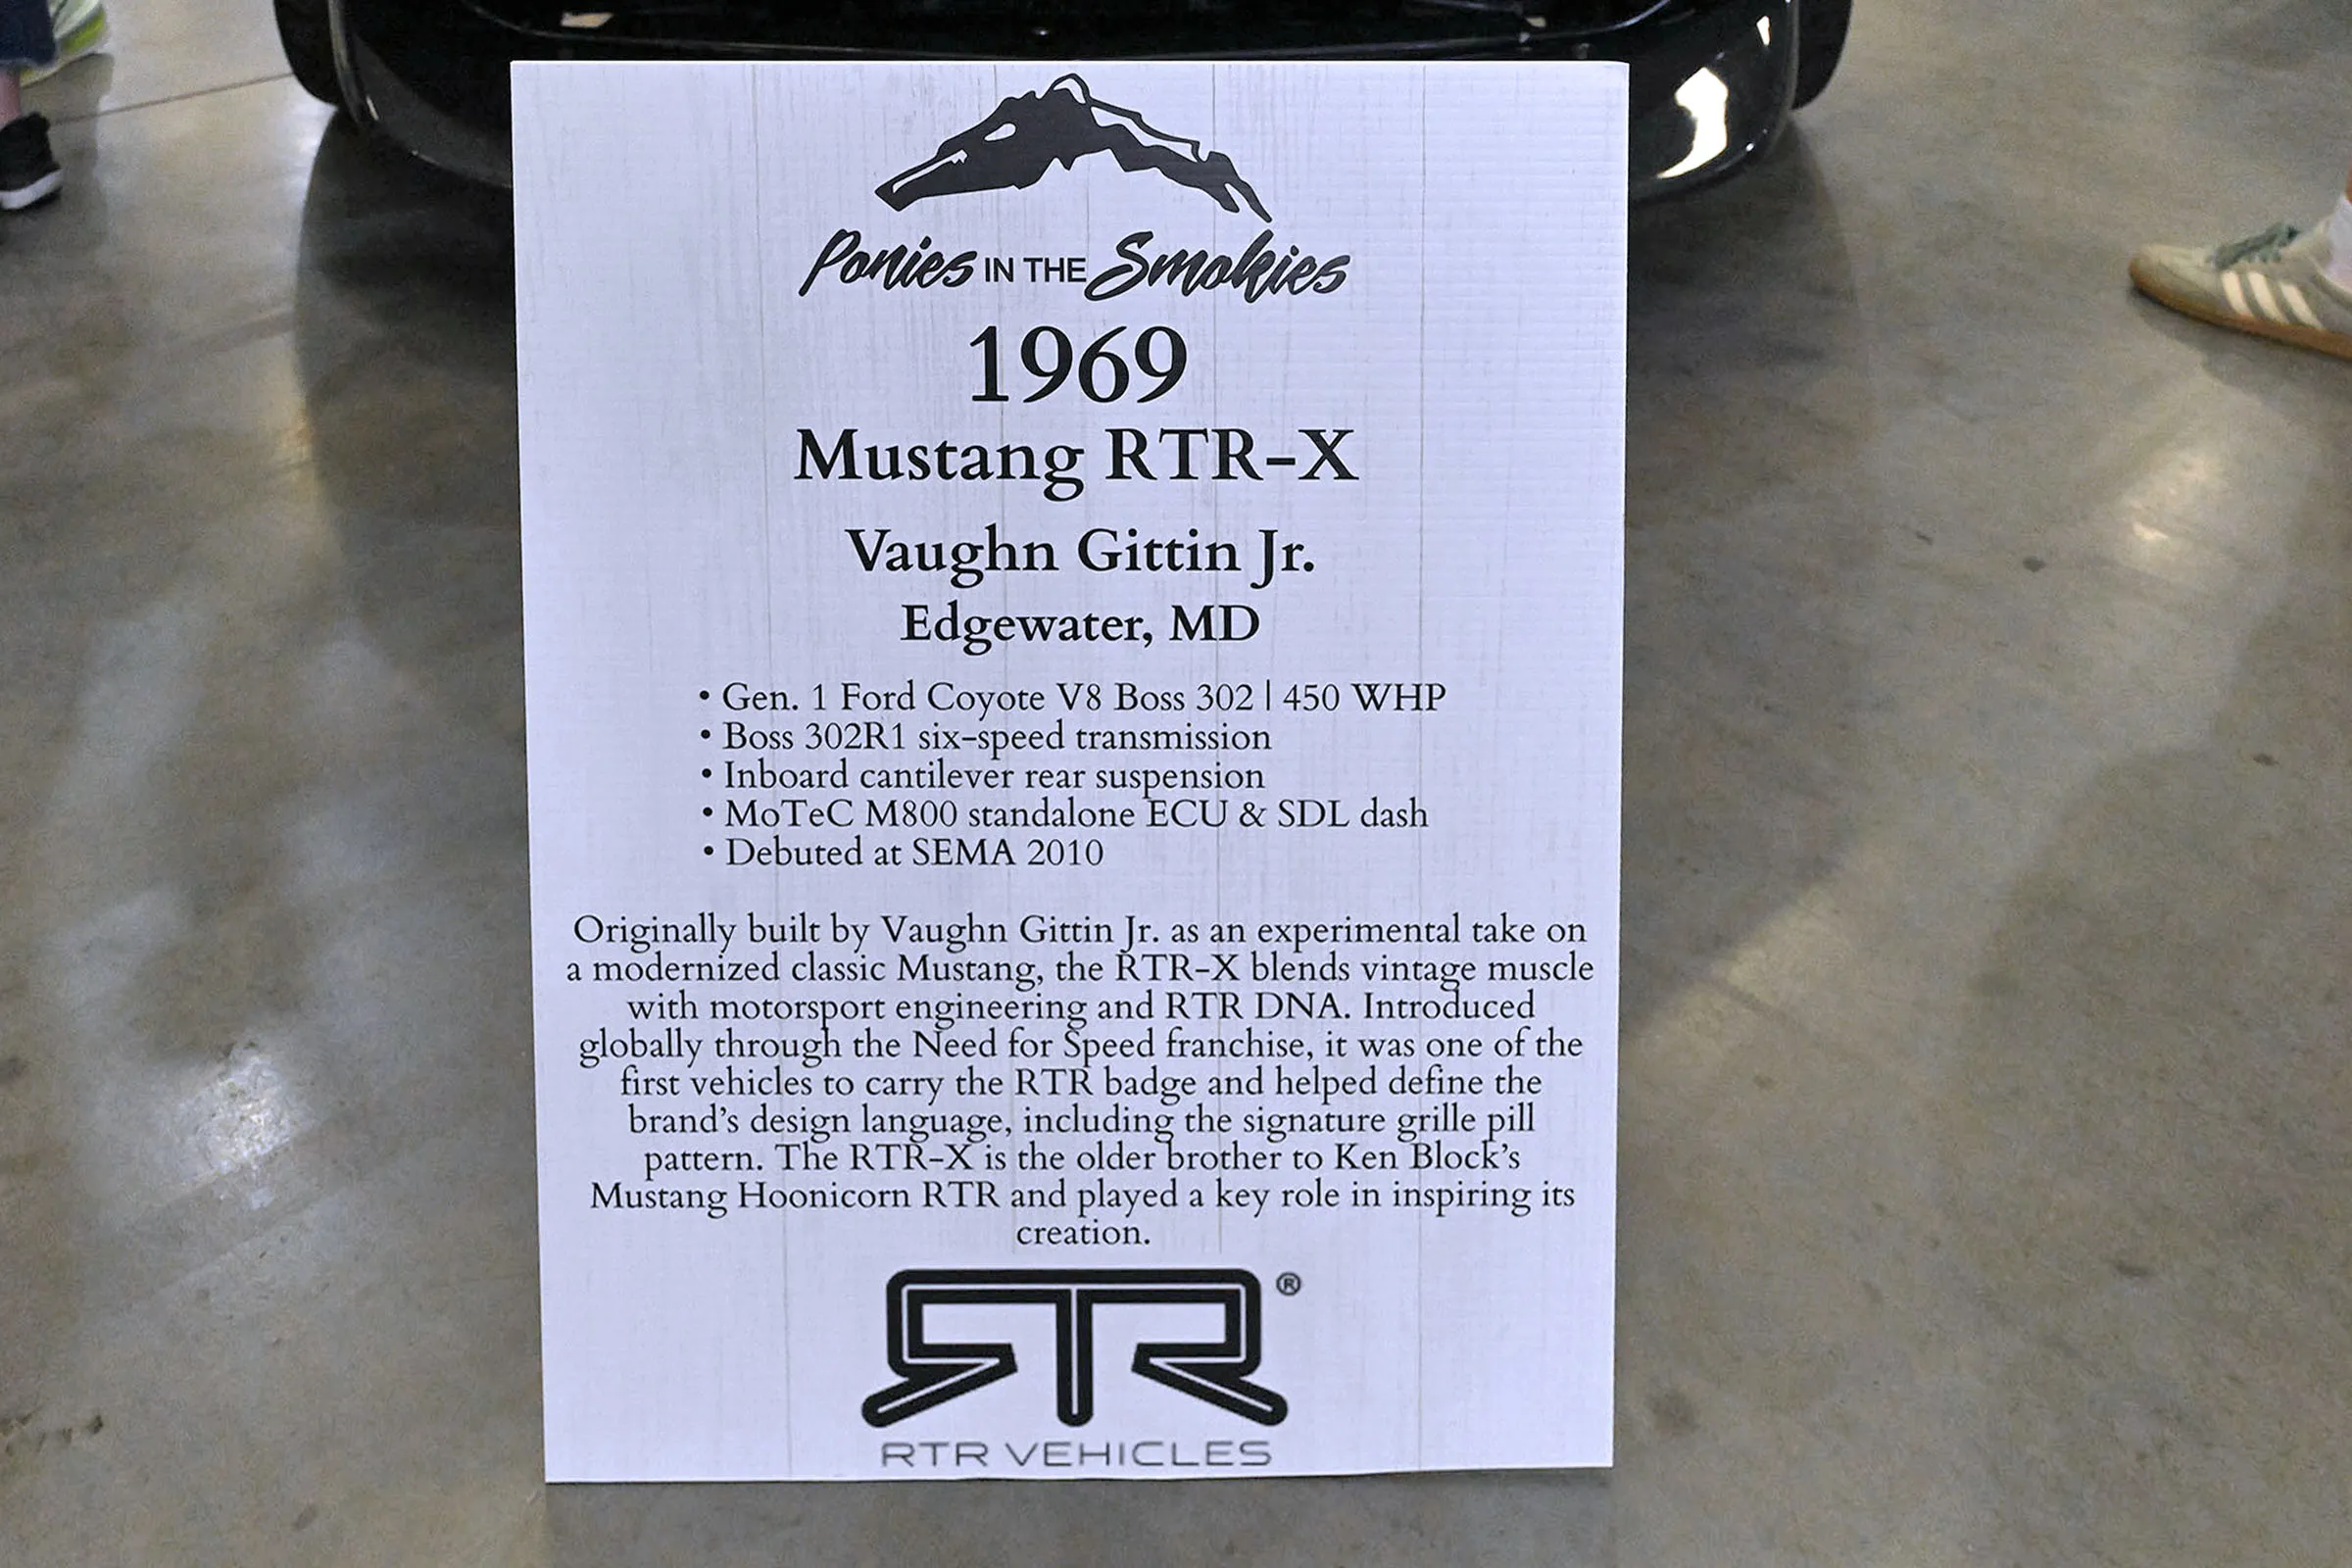 Ponies IN THE Smokies
1969
Mustang RTR-X
Vaughn Gittin Jr.
Edgewater, MD
• Gen. 1 Ford Coyote V8 Boss 302 | 450 WHP
• Boss 302R1 six-speed transmission
• Inboard cantilever rear suspension
• MoTeC M800 standalone ECU & SDL dash
• Debuted at SEMA 2010
Originally built by Vaughn Gittin Jr. as an experimental take on
a modernized classic Mustang, the RTR-X blends vintage muscle
with motorsport engineering and RTR DNA. Introduced
globally through the Need for Speed franchise, it was one of the
first vehicles to carry the RTR badge and helped define the
brand’s design language, including the signature grille pill
pattern. The RTR-X is the older brother to Ken Block’s
Mustang Hoonicorn RTR and played a key role in inspiring its
creation.
RTR®
RTR VEHICLES